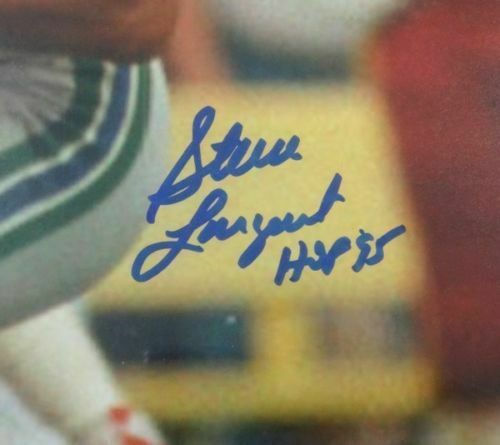 Steve
Largent
HOF 95